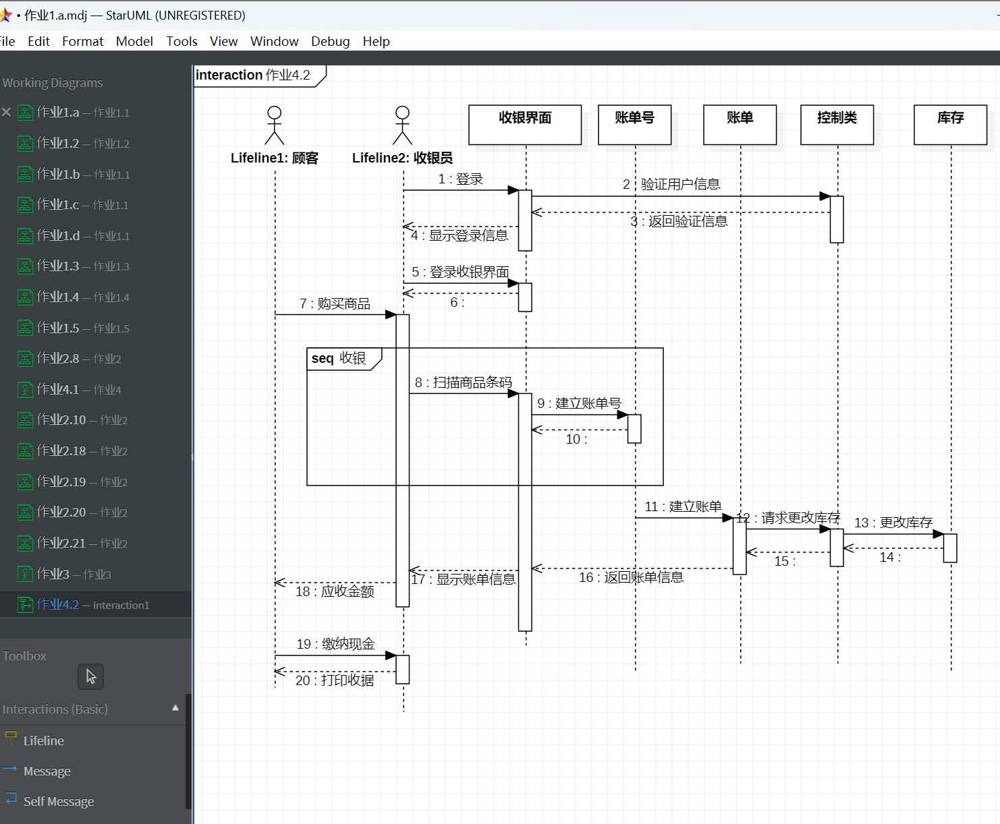 • 作业1.a.mdj — StarUML (UNREGISTERED)
File Edit Format Model Tools View Window Debug Help
Working Diagrams
作业1.a — 作业1.1
作业1.2 — 作业1.2
作业1.b — 作业1.1
作业1.c — 作业1.1
作业1.d — 作业1.1
作业1.3 — 作业1.3
作业1.4 — 作业1.4
作业1.5 — 作业1.5
作业2.8 — 作业2
作业4.1 — 作业4
作业2.10 — 作业2
作业2.18 — 作业2
作业2.19 — 作业2
作业2.20 — 作业2
作业2.21 — 作业2
作业3 — 作业3
作业4.2 — Interaction1
Toolbox
Interactions (Basic)
Lifeline
Message
Self Message
interaction 作业4.2
Lifeline1: 顾客
Lifeline2: 收银员
收银界面
账单号
账单
控制类
库存
1 : 登录
2 : 验证用户信息
3 : 返回验证信息
4 : 显示登录信息
5 : 登录收银界面
6 :
7 : 购买商品
seq 收银
8 : 扫描商品条码
9 : 建立账单号
10 :
11 : 建立账单
12 : 请求更改库存
13 : 更改库存
14 :
15 :
16 : 返回账单信息
17 : 显示账单信息
18 : 应收金额
19 : 缴纳现金
20 : 打印收据